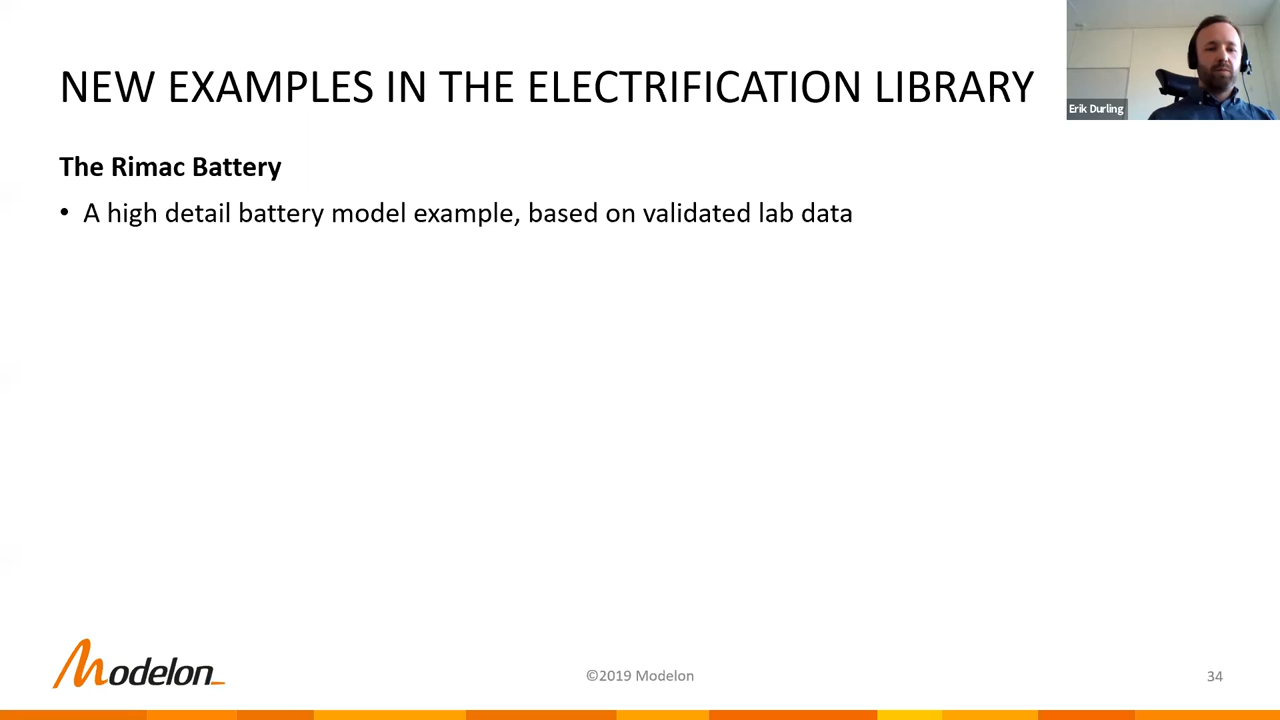 NEW EXAMPLES IN THE ELECTRIFICATION LIBRARY
Erik Durling
The Rimac Battery
• A high detail battery model example, based on validated lab data
Modelon
©2019 Modelon
34